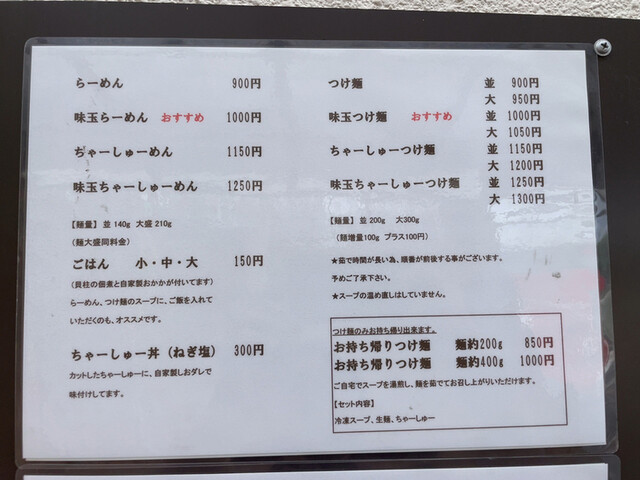 らーめん 900円
味玉らーめん おすすめ 1000円
ちゃーしゅーめん 1150円
味玉ちゃーしゅーめん 1250円
【麺量】 並 140g 大盛 210g
(麺大盛同料金)
ごはん 小・中・大 150円
(貝柱の佃煮と自家製おかかが付いてます)
らーめん、つけ麺のスープに、ご飯を入れて
いただくのも、オススメです。
ちゃーしゅー丼(ねぎ塩) 300円
カットしたちゃーしゅーに、自家製しおダレで
味付けしてます。
つけ麺 並 900円
大 950円
味玉つけ麺 おすすめ 並 1000円
大 1050円
ちゃーしゅーつけ麺 並 1150円
大 1200円
味玉ちゃーしゅーつけ麺 並 1250円
大 1300円
【麺量】 並 200g 大300g
(麺増量100g プラス100円)
★茹で時間が長い為、順番が前後する事がございます。
予めご了承下さい。
★スープの温め直しはしていません。
つけ麺のみお持ち帰り出来ます。
お持ち帰りつけ麺 麺約200g 850円
お持ち帰りつけ麺 麺約400g 1000円
ご自宅でスープを湯煎し、麺を茹でてお召し上がりいただけます。
【セット内容】
冷凍スープ、生麺、ちゃーしゅー